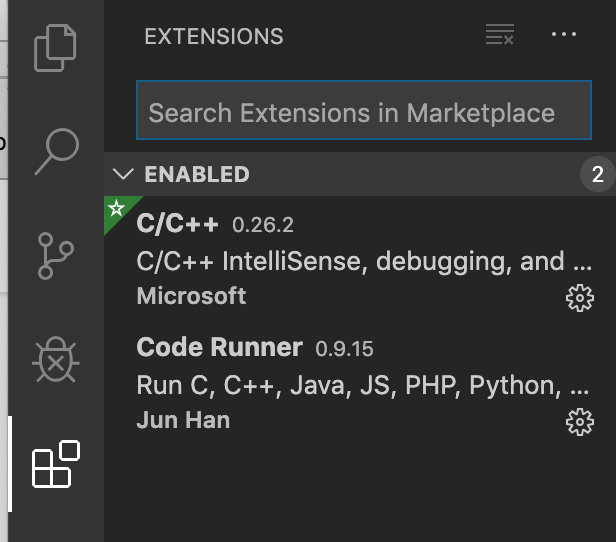 EXTENSIONS
Search Extensions in Marketplace
ENABLED 2
C/C++ 0.26.2
C/C++ IntelliSense, debugging, and ...
Microsoft
Code Runner 0.9.15
Run C, C++, Java, JS, PHP, Python, ...
Jun Han